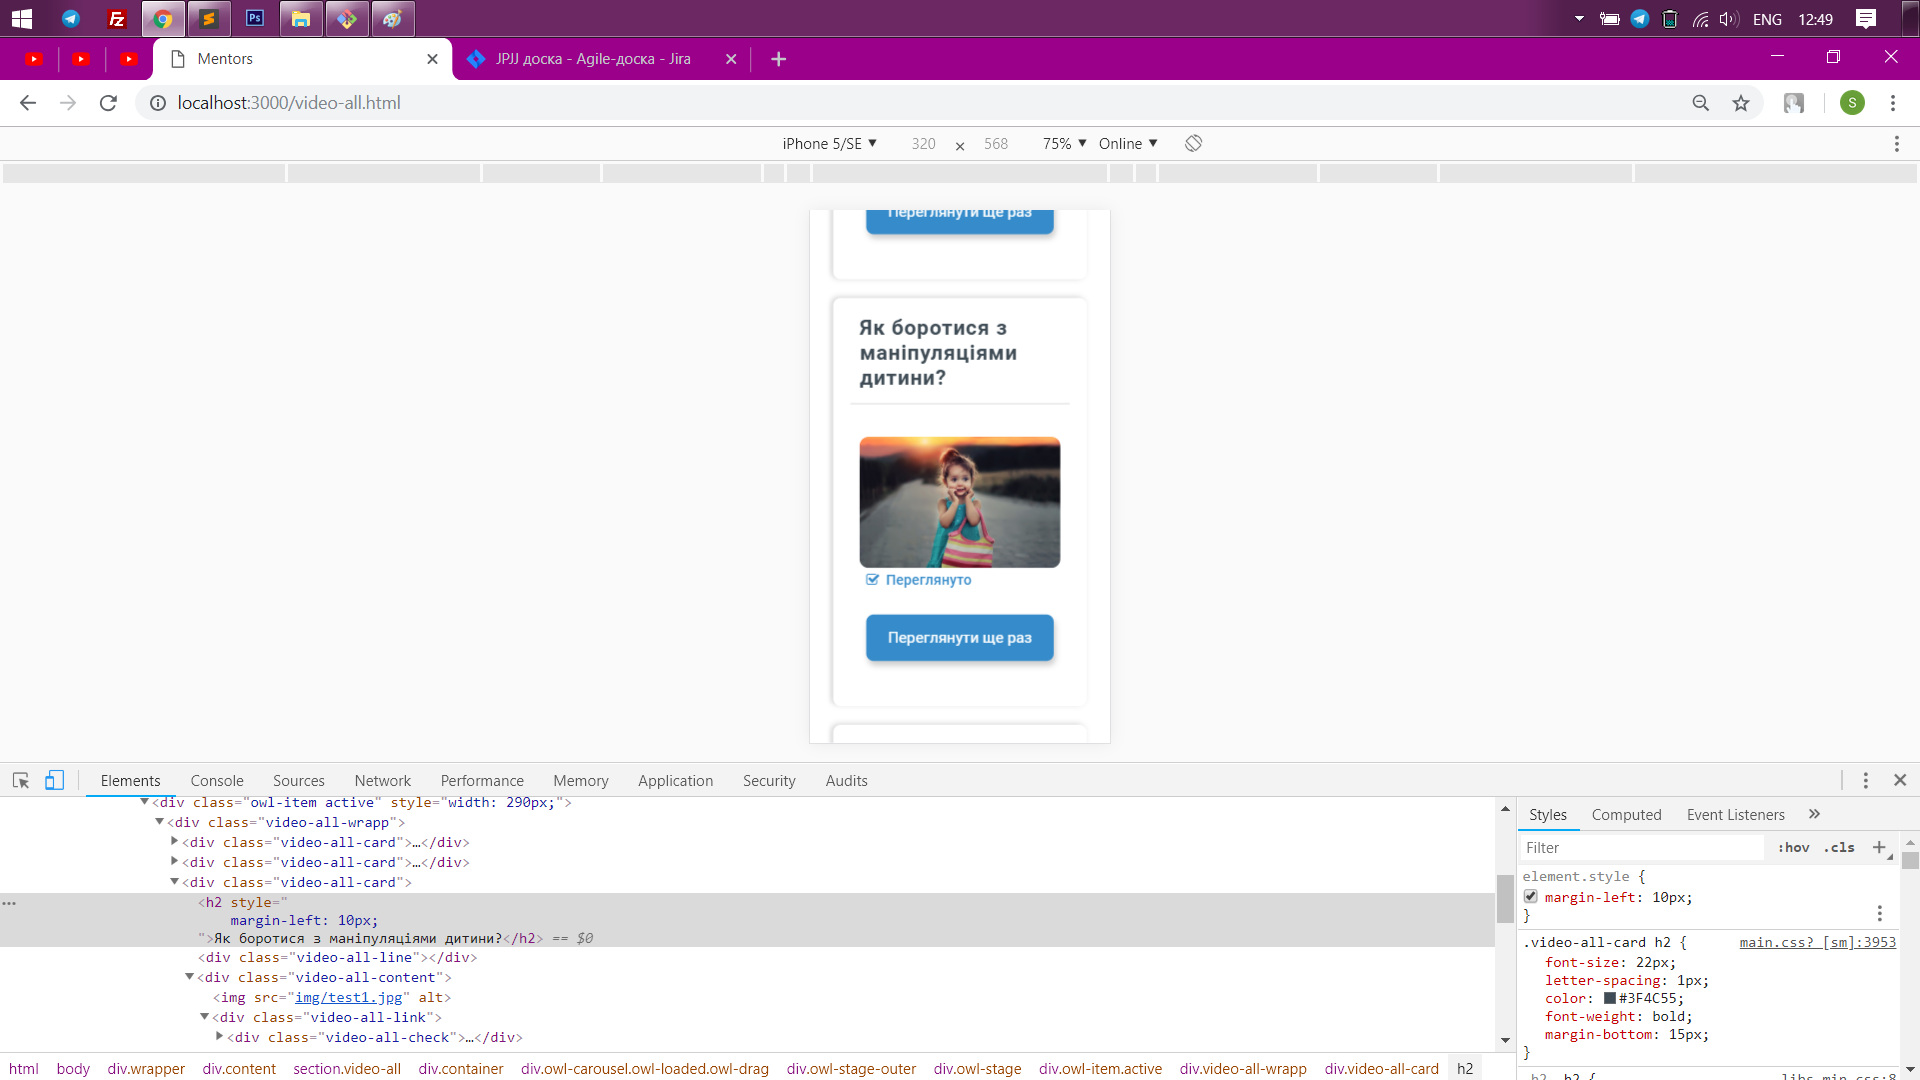 ENG 12:49
Mentors
JPJJ доска - Agile-доска - Jira
localhost:3000/video-all.html
S
iPhone 5/SE 320 × 568 75% Online
Переглянути ще раз
Як боротися з
маніпуляціями
дитини?
Переглянуто
Переглянути ще раз
Elements Console Sources Network Performance Memory Application Security Audits
<div class="owl-item active" style="width: 290px;">
<div class="video-all-wrapp">
<div class="video-all-card">…</div>
<div class="video-all-card">…</div>
<div class="video-all-card">
<h2 style="
margin-left: 10px;
">Як боротися з маніпуляціями дитини?</h2> == $0
<div class="video-all-line"></div>
<div class="video-all-content">
<img src="img/test1.jpg" alt>
<div class="video-all-link">
<div class="video-all-check">…</div>
html body div.wrapper div.content section.video-all div.container div.owl-carousel.owl-loaded.owl-drag div.owl-stage-outer div.owl-stage div.owl-item.active div.video-all-wrapp div.video-all-card h2
Styles Computed Event Listeners »
Filter :hov .cls +
element.style {
margin-left: 10px;
}
.video-all-card h2 { main.css? [sm]:3953
font-size: 22px;
letter-spacing: 1px;
color: #3F4C55;
font-weight: bold;
margin-bottom: 15px;
}
.h2, h2 { libs.min.css:8